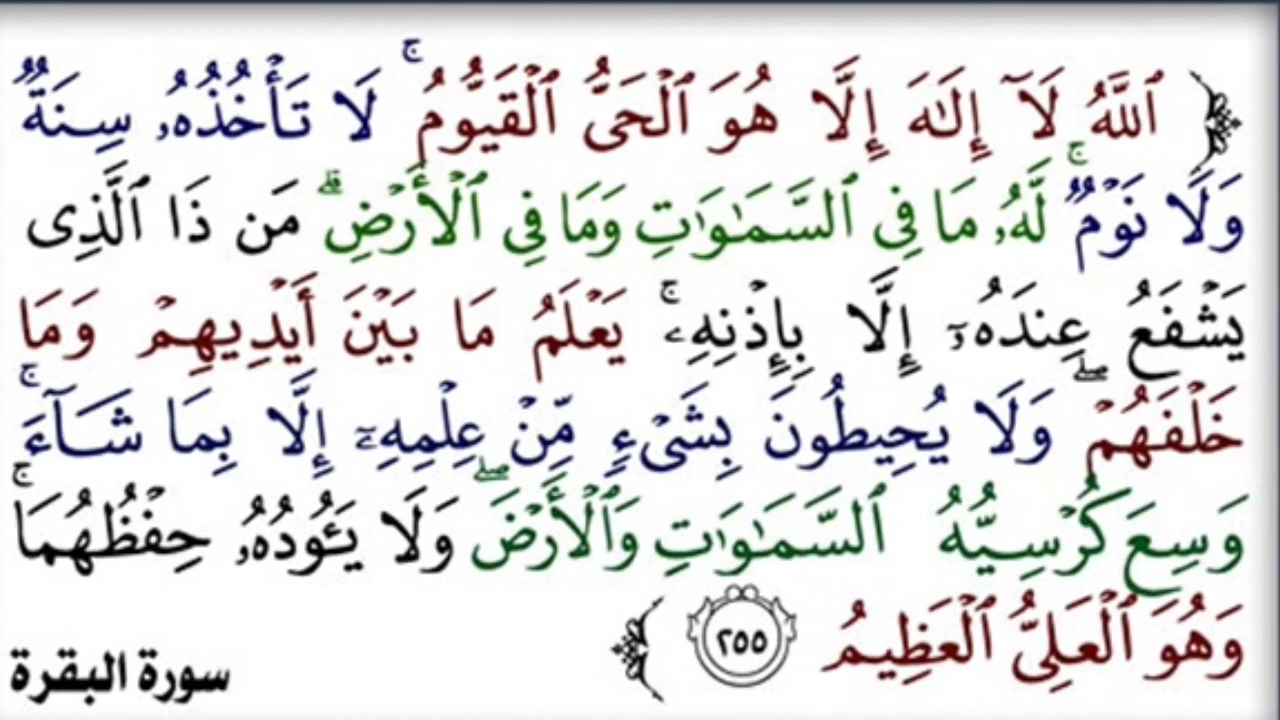 ﴿ ٱللَّهُ لَآ إِلَـٰهَ إِلَّا هُوَ ٱلْحَىُّ ٱلْقَيُّومُ ۚ لَا تَأْخُذُهُۥ سِنَةٌ
وَلَا نَوْمٌ ۚ لَّهُۥ مَا فِى ٱلسَّمَـٰوَٰتِ وَمَا فِى ٱلْأَرْضِ ۗ مَن ذَا ٱلَّذِى
يَشْفَعُ عِندَهُۥٓ إِلَّا بِإِذْنِهِۦ ۚ يَعْلَمُ مَا بَيْنَ أَيْدِيهِمْ وَمَا
خَلْفَهُمْ ۖ وَلَا يُحِيطُونَ بِشَىْءٍ مِّنْ عِلْمِهِۦٓ إِلَّا بِمَا شَآءَ ۚ
وَسِعَ كُرْسِيُّهُ ٱلسَّمَـٰوَٰتِ وَٱلْأَرْضَ ۖ وَلَا يَـُٔودُهُۥ حِفْظُهُمَا ۚ
وَهُوَ ٱلْعَلِىُّ ٱلْعَظِيمُ ٢٥٥ ﴾
سورة البقرة